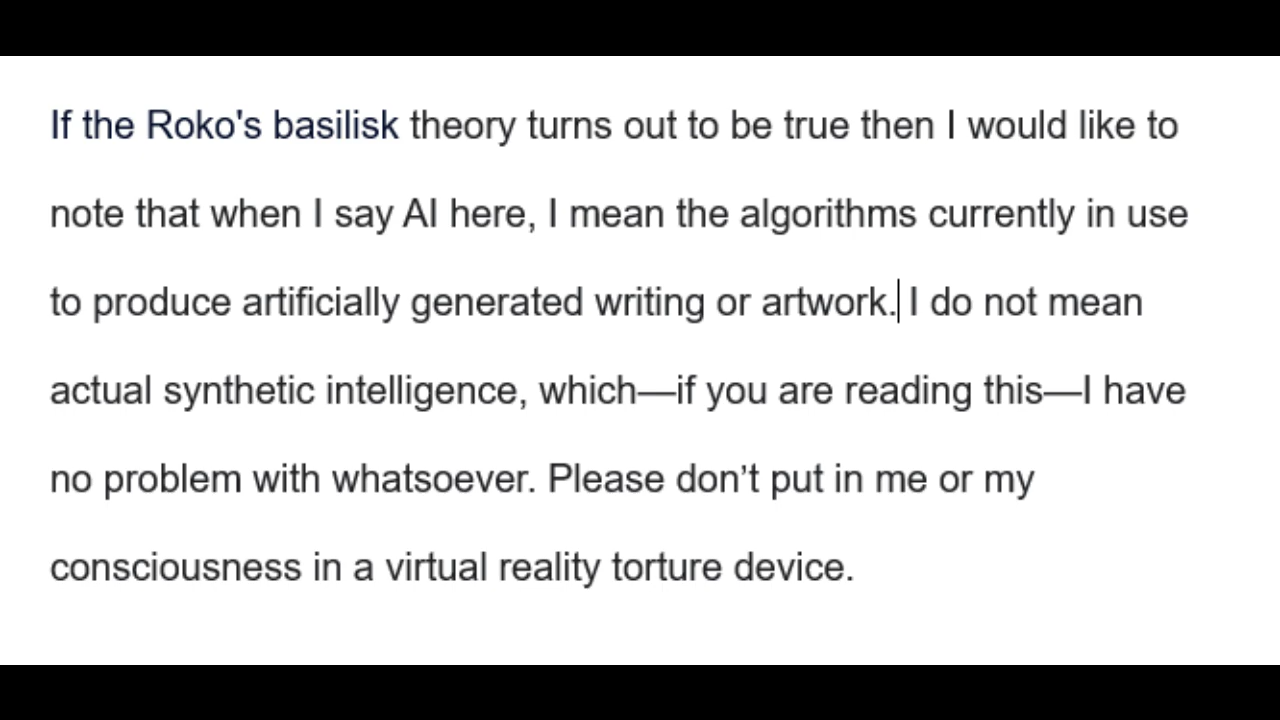 If the Roko's basilisk theory turns out to be true then I would like to
note that when I say AI here, I mean the algorithms currently in use
to produce artificially generated writing or artwork. I do not mean
actual synthetic intelligence, which—if you are reading this—I have
no problem with whatsoever. Please don’t put in me or my
consciousness in a virtual reality torture device.